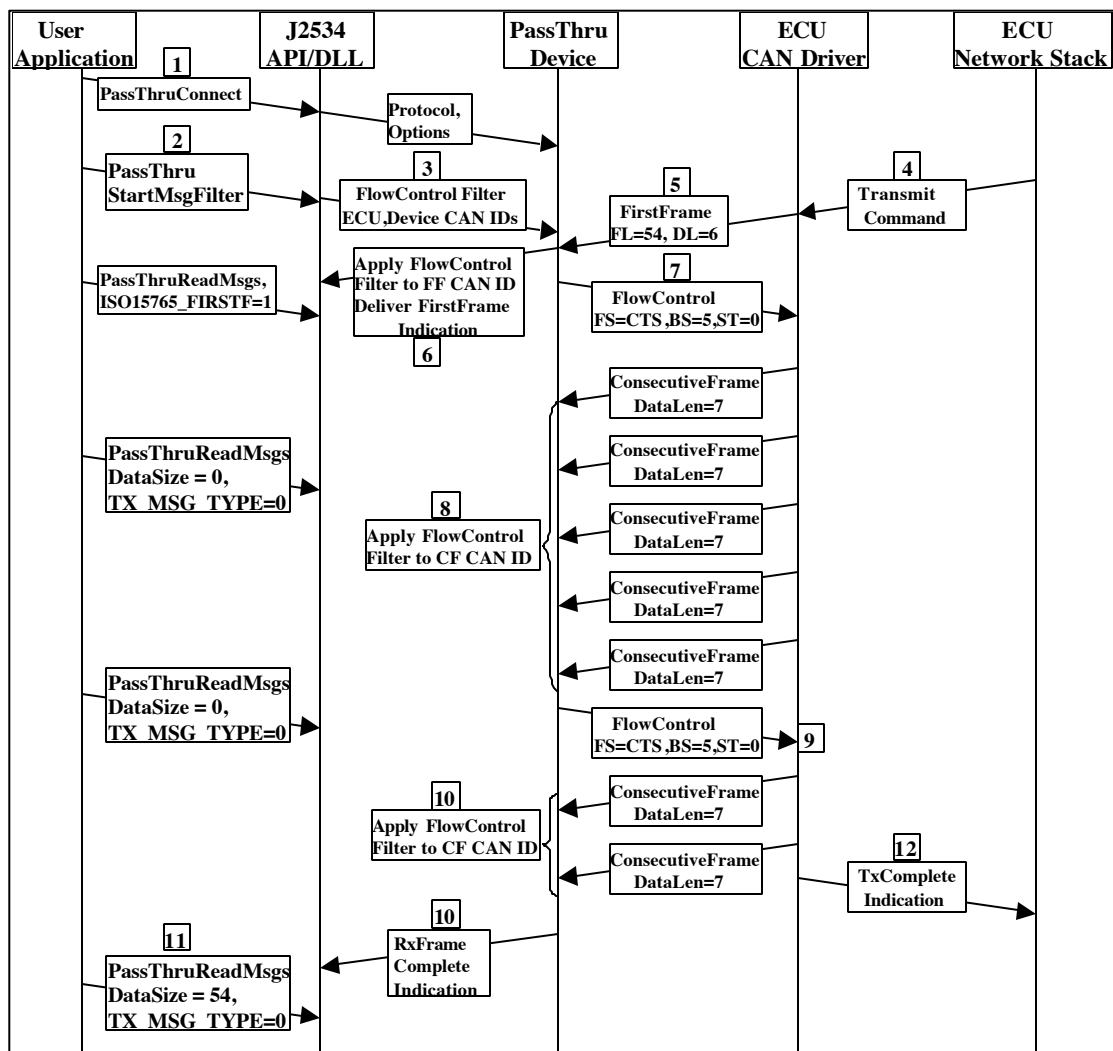 User
Application
J2534
API/DLL
PassThru
Device
ECU
CAN Driver
ECU
Network Stack
1
PassThruConnect
Protocol,
Options
2
PassThru
StartMsgFilter
3
FlowControl Filter
ECU,Device CAN IDs
4
Transmit
Command
5
FirstFrame
FL=54, DL=6
PassThruReadMsgs,
ISO15765_FIRSTF=1
Apply FlowControl
Filter to FF CAN ID
Deliver FirstFrame
Indication
6
7
FlowControl
FS=CTS,BS=5,ST=0
ConsecutiveFrame
DataLen=7
PassThruReadMsgs
DataSize = 0,
TX_MSG_TYPE=0
ConsecutiveFrame
DataLen=7
8
Apply FlowControl
Filter to CF CAN ID
ConsecutiveFrame
DataLen=7
ConsecutiveFrame
DataLen=7
ConsecutiveFrame
DataLen=7
PassThruReadMsgs
DataSize = 0,
TX_MSG_TYPE=0
FlowControl
FS=CTS,BS=5,ST=0
9
10
Apply FlowControl
Filter to CF CAN ID
ConsecutiveFrame
DataLen=7
ConsecutiveFrame
DataLen=7
12
TxComplete
Indication
10
RxFrame
Complete
Indication
11
PassThruReadMsgs
DataSize = 54,
TX_MSG_TYPE=0